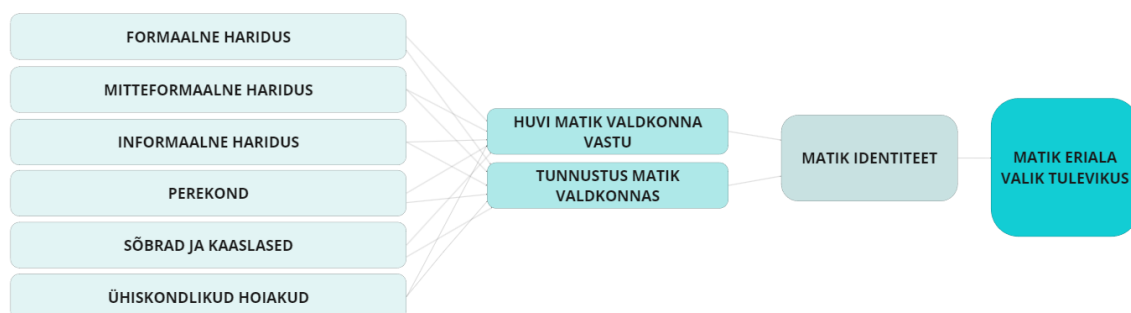 FORMAALNE HARIDUS
MITTEFORMAALNE HARIDUS
INFORMAALNE HARIDUS
PEREKOND
SÕBRAD JA KAASLASED
ÜHISKONDLIKUD HOIAKUD
HUVI MATIK VALDKONNA
VASTU
TUNNUSTUS MATIK
VALDKONNAS
MATIK IDENTITEET
MATIK ERIALA
VALIK TULEVIKUS